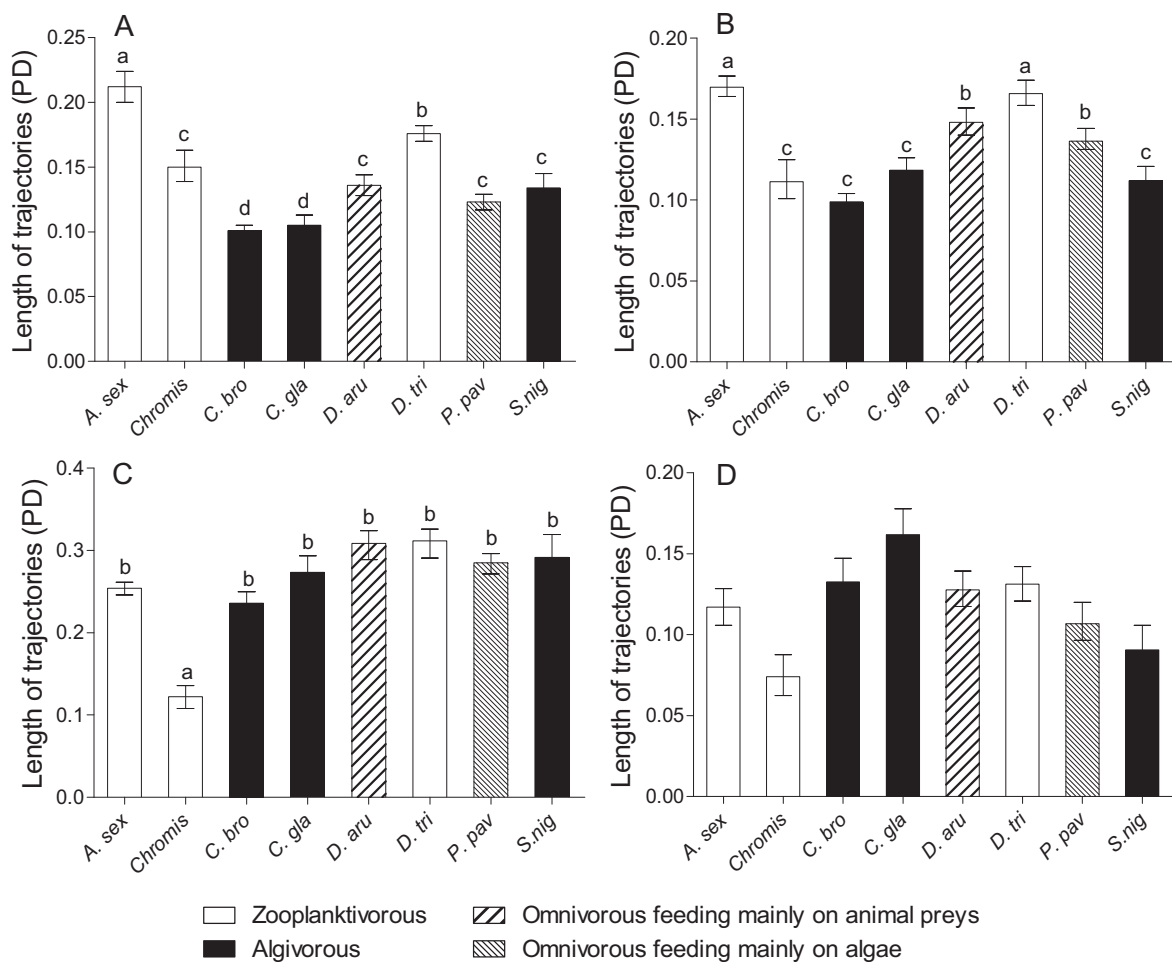 A
Length of trajectories (PD)
0.25
0.20
0.15
0.10
0.05
0.00
a
c
d
d
c
b
c
c
A. sex
Chromis
C. bro
C. gla
D. aru
D. tri
P. pav
S.nig
B
Length of trajectories (PD)
0.20
0.15
0.10
0.05
0.00
a
c
c
c
b
a
b
c
A. sex
Chromis
C. bro
C. gla
D. aru
D. tri
P. pav
S.nig
C
Length of trajectories (PD)
0.4
0.3
0.2
0.1
0.0
b
a
b
b
b
b
b
b
A. sex
Chromis
C. bro
C. gla
D. aru
D. tri
P. pav
S.nig
D
Length of trajectories (PD)
0.20
0.15
0.10
0.05
0.00
A. sex
Chromis
C. bro
C. gla
D. aru
D. tri
P. pav
S.nig
Zooplanktivorous
Omnivorous feeding mainly on animal preys
Algivorous
Omnivorous feeding mainly on algae